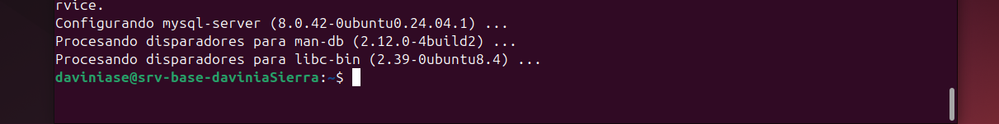 rvice.
Configurando mysql-server (8.0.42-0ubuntu0.24.04.1) ...
Procesando disparadores para man-db (2.12.0-4build2) ...
Procesando disparadores para libc-bin (2.39-0ubuntu8.4) ...
daviniase@srv-base-daviniaSierra:~$